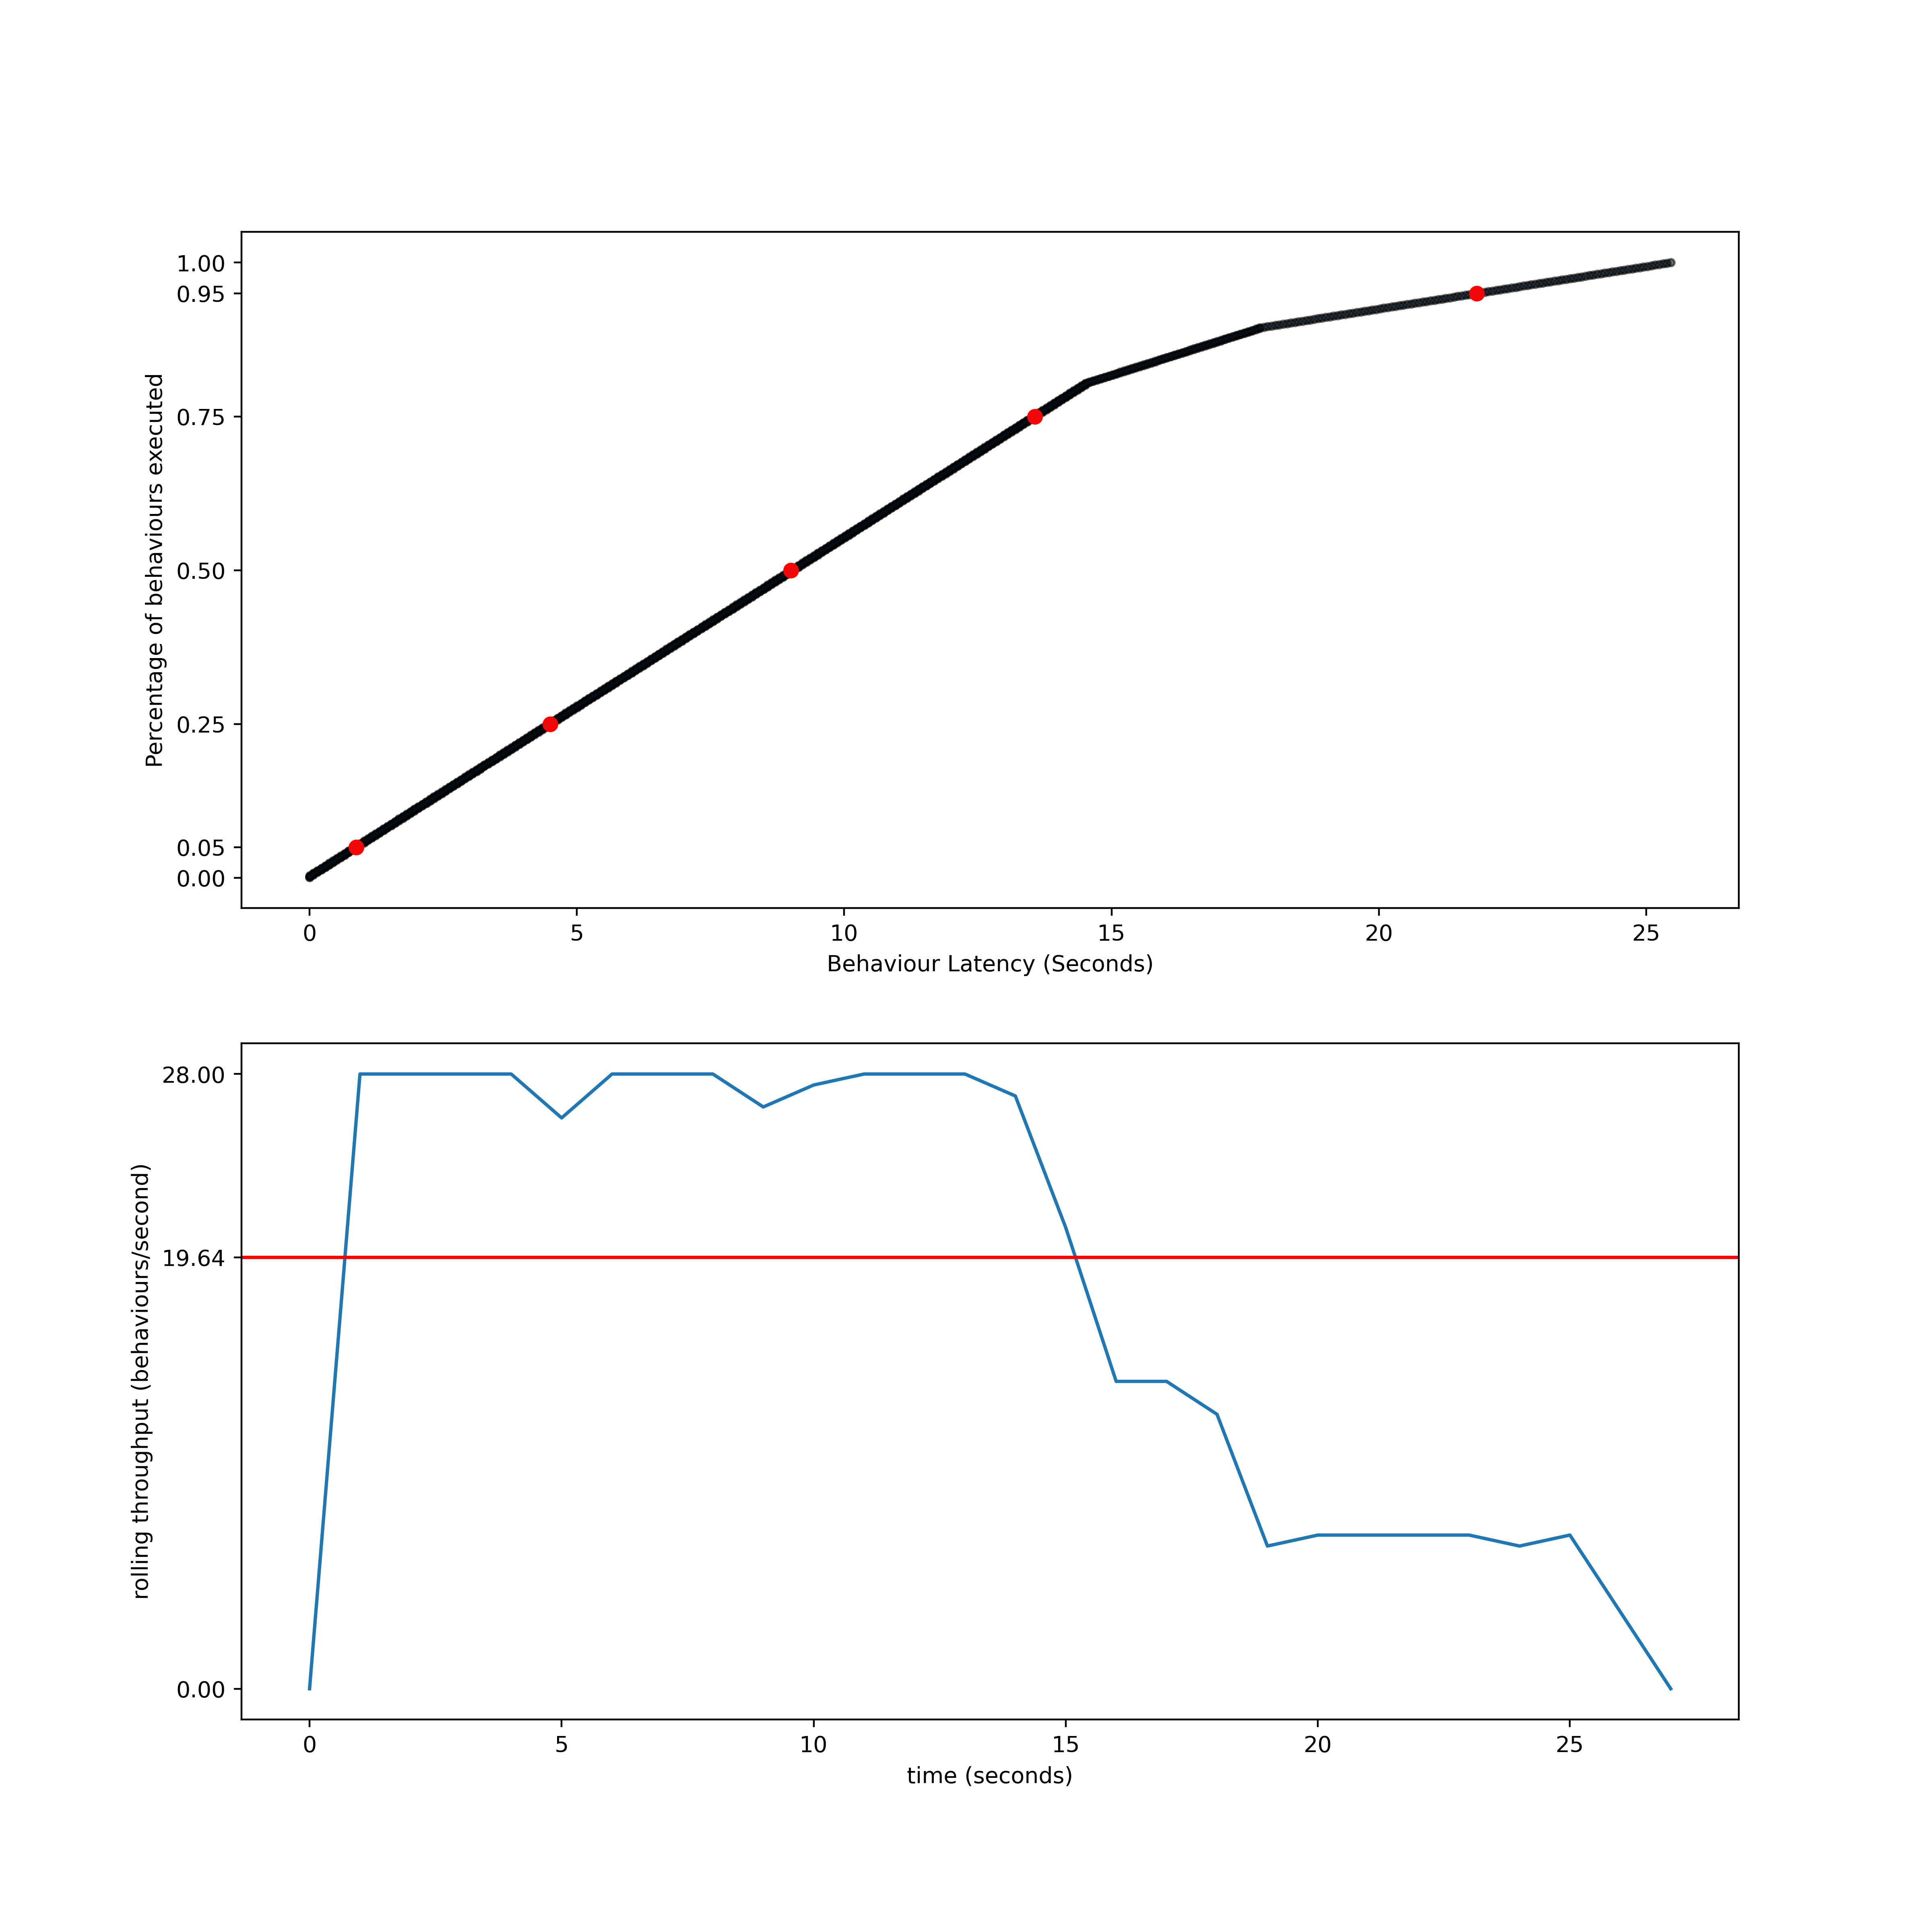 1.00
0.95
0.75
0.50
0.25
0.05
0.00
Percentage of behaviours executed
0 5 10 15 20 25
Behaviour Latency (Seconds)
28.00
19.64
0.00
rolling throughput (behaviours/second)
0 5 10 15 20 25
time (seconds)